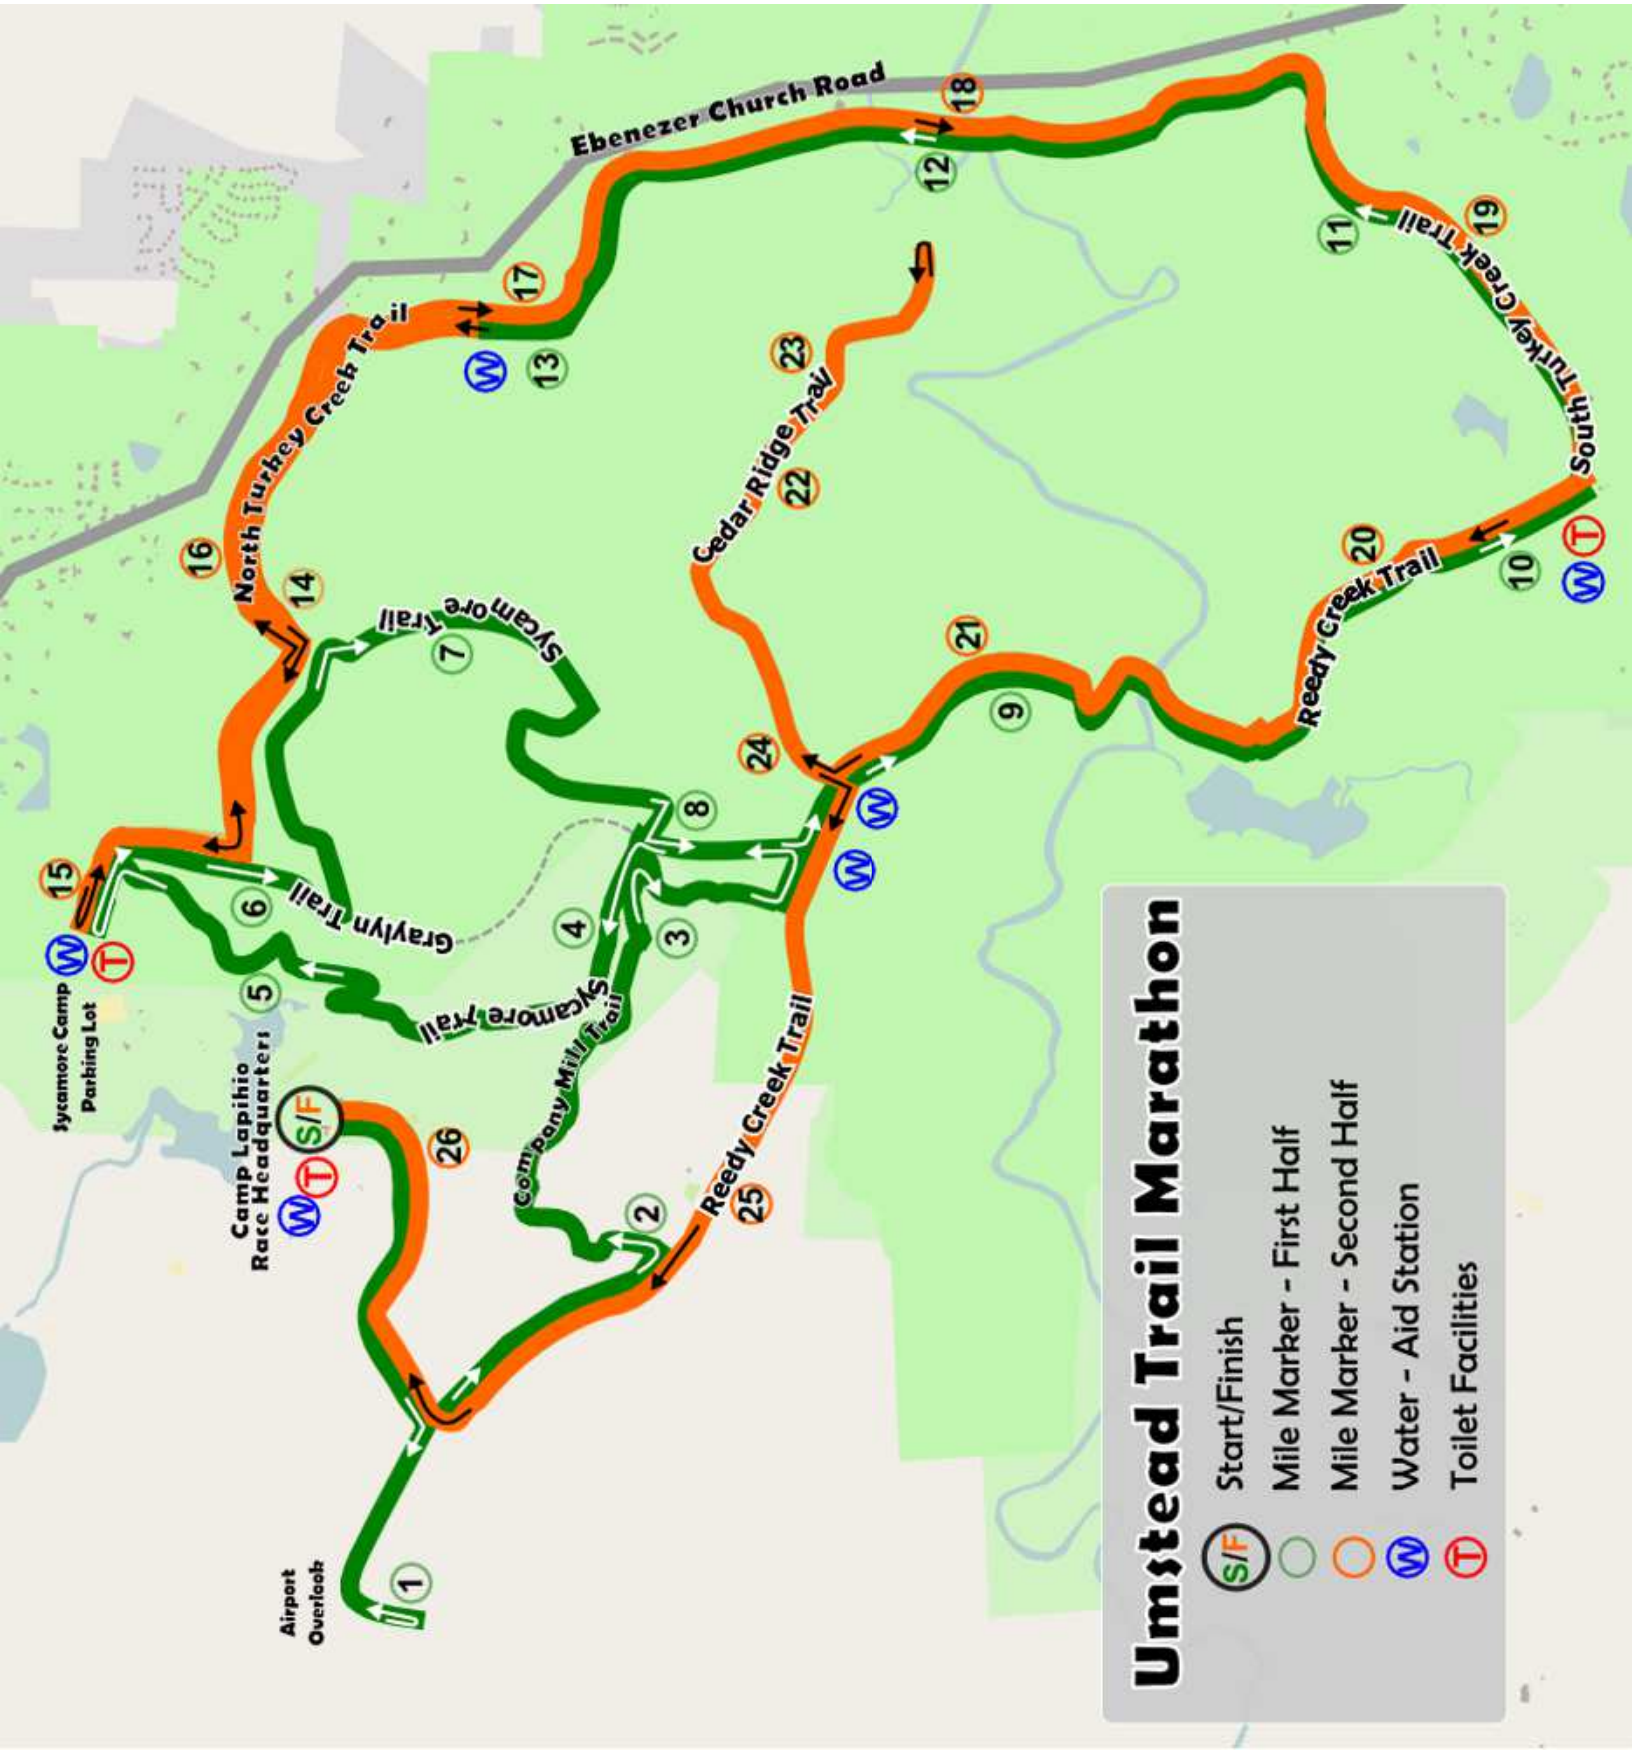 Ebenezer Church Road
18
12
North Turkey Creek Trail
17
13
W
16
14
11
19
South Turkey Creek Trail
23
Cedar Ridge Trail
22
20
Reedy Creek Trail
10
W
T
21
9
24
W
W
Sycamore Trail
7
8
15
W
T
Sycamore Camp
Parking Lot
6
Graylyn Trail
5
4
3
Sycamore Trail
Company Mill Trail
Camp Lapihio
Race Headquarters
S/F
W
T
26
2
Reedy Creek Trail
25
Airport
Overlook
1
Umstead Trail Marathon
S/F Start/Finish
Mile Marker - First Half
Mile Marker - Second Half
W Water - Aid Station
T Toilet Facilities